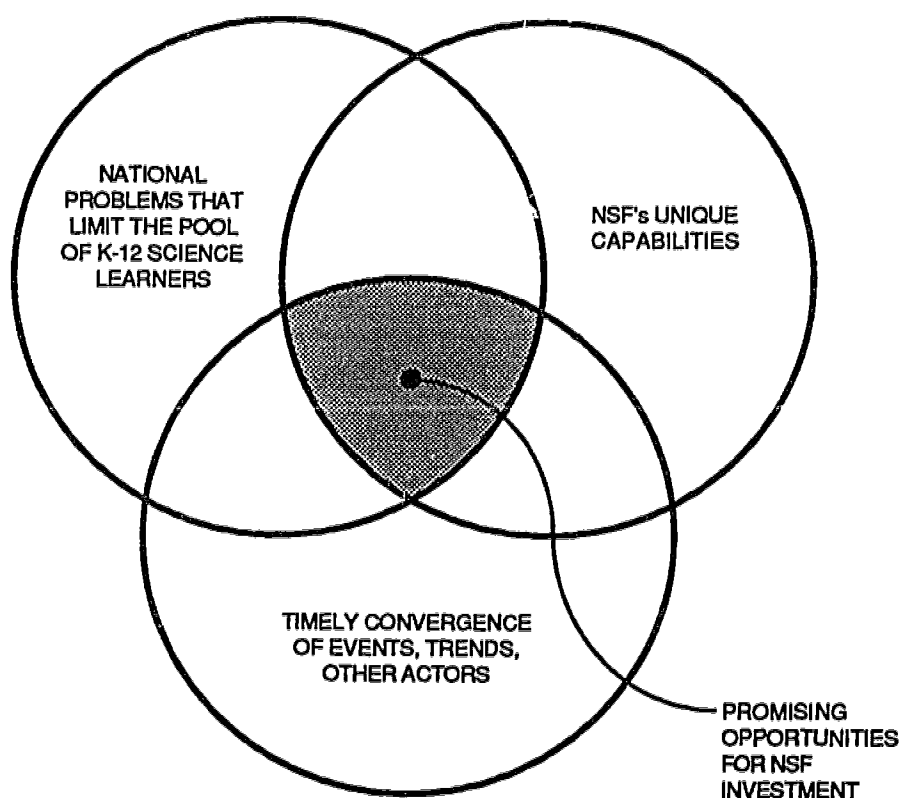 NATIONAL
PROBLEMS THAT
LIMIT THE POOL
OF K-12 SCIENCE
LEARNERS
NSF's UNIQUE
CAPABILITIES
TIMELY CONVERGENCE
OF EVENTS, TRENDS,
OTHER ACTORS
PROMISING
OPPORTUNITIES
FOR NSF
INVESTMENT